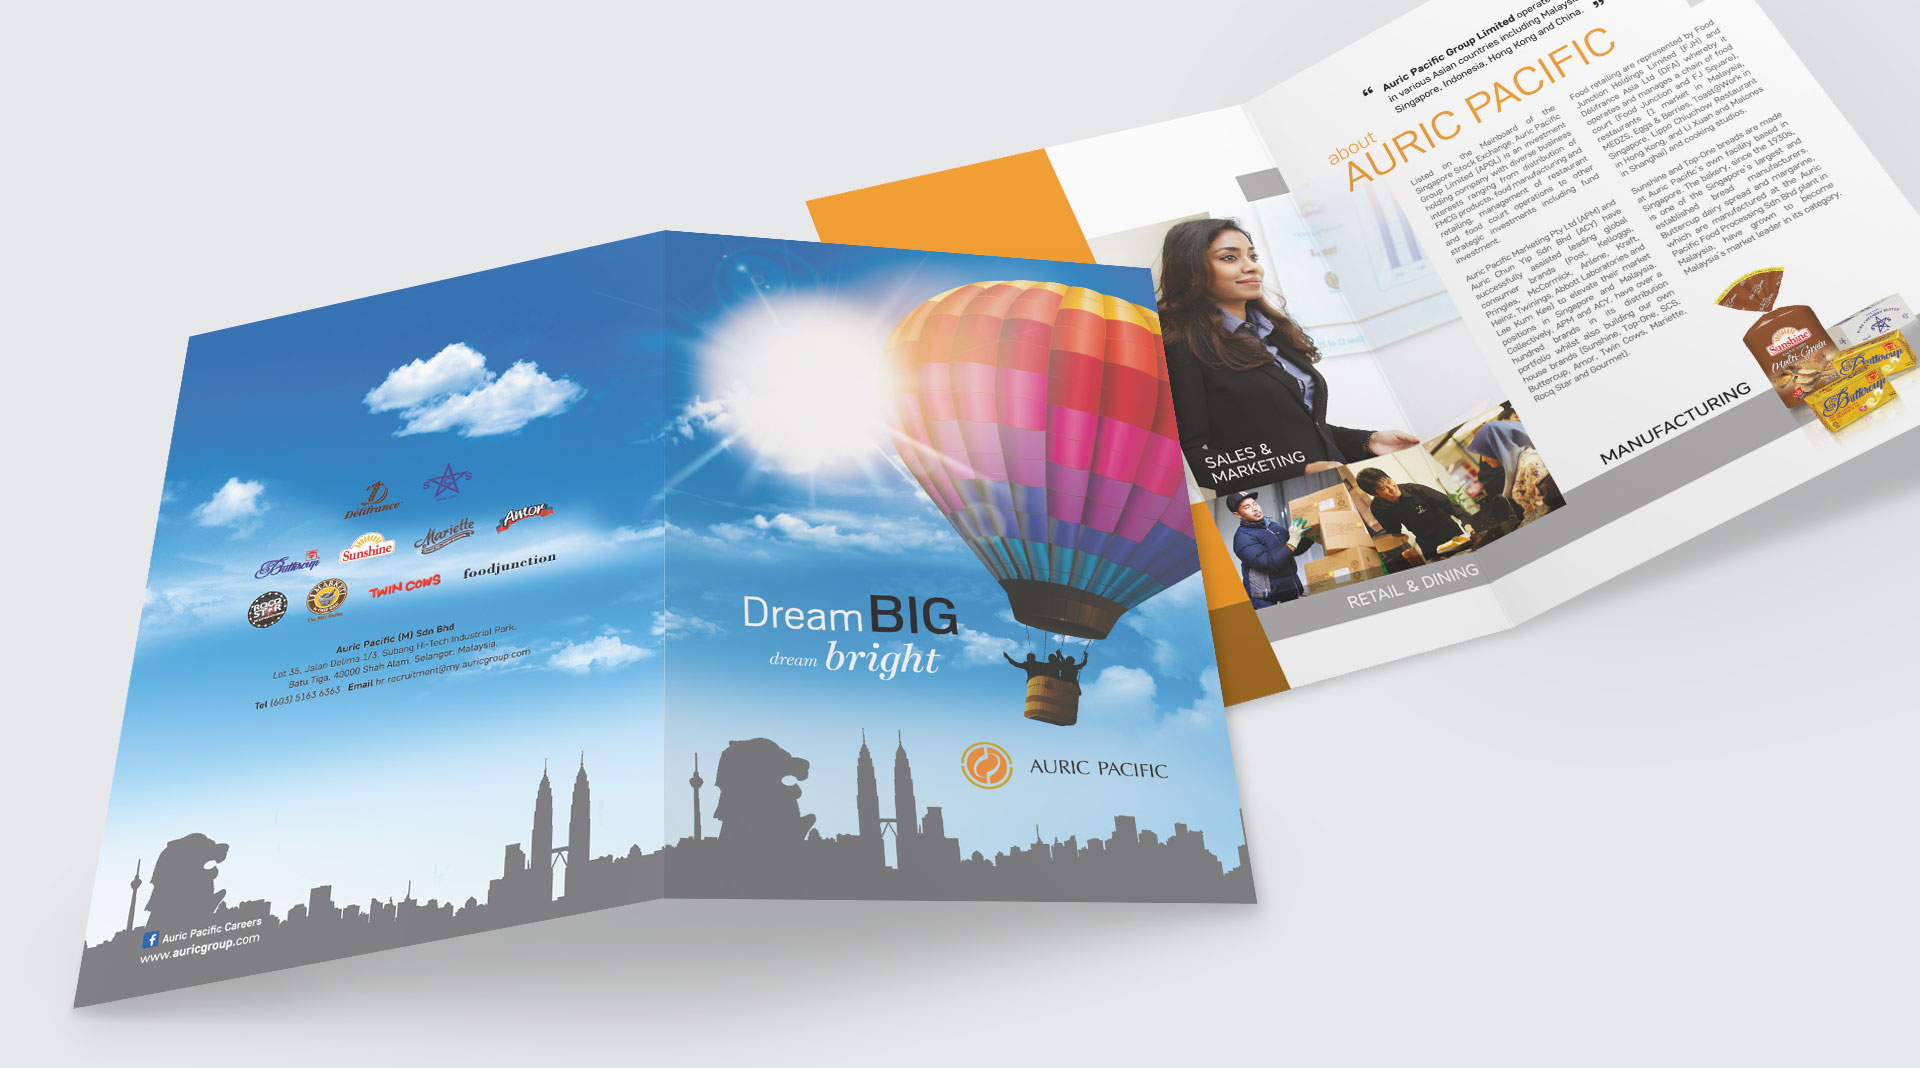 Délifrance
S S
Buttercup
Sunshine
Mariette
Amor
ROCQ
STAR
TWIN COWS
foodjunction
Auric Pacific (M) Sdn Bhd
Lot 35, Jalan Delima 1/3, Subang Hi-Tech Industrial Park,
Batu Tiga, 40000 Shah Alam, Selangor, Malaysia.
Tel (603) 5163 6363 Email hr.recruitment@my.auricgroup.com
f Auric Pacific Careers
www.auricgroup.com
Dream BIG
dream bright
AURIC PACIFIC
“ Auric Pacific Group Limited operate
in various Asian countries including Malaysia,
Singapore, Indonesia, Hong Kong and China. ”
about
AURIC PACIFIC
Listed on the Mainboard of the
Singapore Stock Exchange, Auric Pacific
Group Limited (APGL) is an investment
holding company with diverse business
interests ranging from distribution of
FMCG products, food manufacturing and
retailing, management of restaurant
and food court operations to other
strategic investments including fund
investment.
Auric Pacific Marketing Pty Ltd (APM) and
Auric Chun Yip Sdn Bhd (ACY) have
successfully assisted leading global
consumer brands (Post, Kelloggs,
Pringles, McCormick, Anlene, Kraft,
Heinz, Twinings, Abbott Laboratories and
Lee Kum Kee) to elevate their market
positions in Singapore and Malaysia.
Collectively, APM and ACY, have over a
hundred brands in its distribution
portfolio whilst also building our own
house brands (Sunshine, Top-One, SCS,
Buttercup, Amor, Twin Cows, Mariette,
Rocq Star and Gourmet).
Food retailing are represented by Food
Junction Holdings Limited (FJH) and
Délifrance Asia Ltd (DFA) whereby it
operates and manages a chain of food
court (Food Junction and FJ Square),
restaurants (1 market in Malaysia,
MEDZS, Eggs & Berries, Toast@Work in
Singapore, Lippo Chiuchow Restaurant
in Hong Kong, and Li Xuan and Malones
in Shanghai) and cooking studios.
Sunshine and Top-One breads are made
at Auric Pacific's own facility based in
Singapore. The bakery, since the 1930s,
is one of the Singapore's largest and
established bread manufacturers.
Buttercup dairy spread and margarine,
which are manufactured at the Auric
Pacific Food Processing Sdn Bhd plant in
Malaysia, have grown to become
Malaysia's market leader in its category.
SALES &
MARKETING
RETAIL & DINING
MANUFACTURING
Sunshine
Multi-Grain
Buttercup
Buttercup